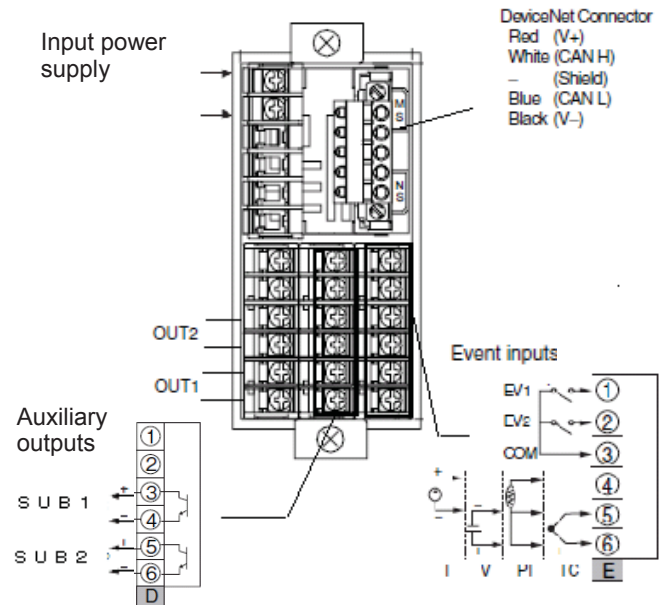 DeviceNet Connector
Red (V+)
White (CAN H)
– (Shield)
Blue (CAN L)
Black (V–)
Input power
supply
M
S
N
S
OUT2
OUT1
Event inputs
EV1
①
EV2
②
COM
③
④
⑤
⑥
+
–
–
+
I V PT TC E
Auxiliary
outputs
①
②
SUB1
+
③
–
④
SUB2
+
⑤
–
⑥
D